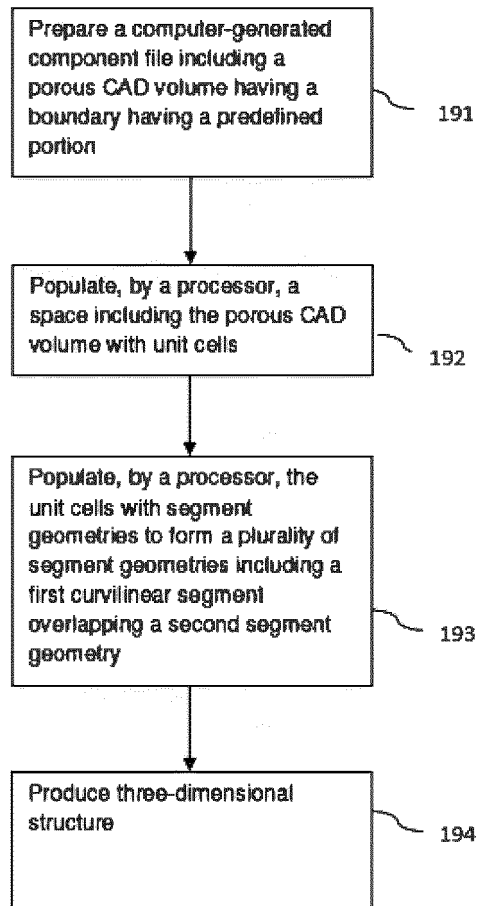 Prepare a computer-generated
component file including a
porous CAD volume having a
boundary having a predefined
portion
191
Populate, by a processor, a
space including the porous CAD
volume with unit cells
192
Populate, by a processor, the
unit cells with segment
geometries to form a plurality of
segment geometries including a
first curvilinear segment
overlapping a second segment
geometry
193
Produce three-dimensional
structure
194